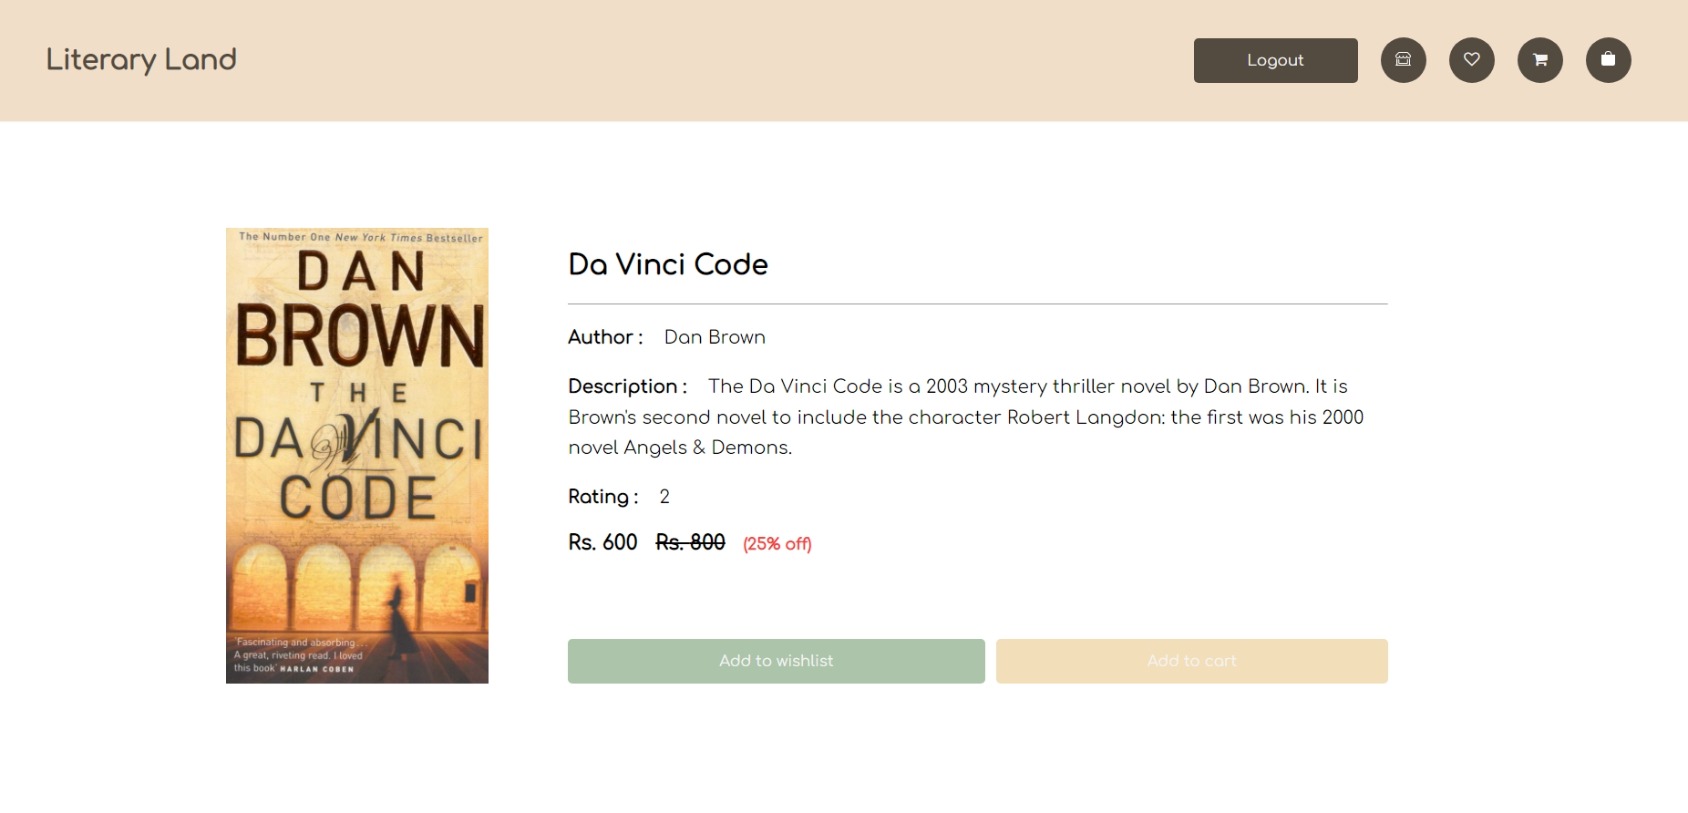 Literary Land
Logout
The Number One New York Times Bestseller
DAN
BROWN
THE
DA VINCI
CODE
'Fascinating and absorbing...
A great, riveting read. I loved
this book' HARLAN COBEN
Da Vinci Code
Author : Dan Brown
Description : The Da Vinci Code is a 2003 mystery thriller novel by Dan Brown. It is
Brown's second novel to include the character Robert Langdon: the first was his 2000
novel Angels & Demons.
Rating : 2
Rs. 600 Rs. 800 (25% off)
Add to wishlist
Add to cart